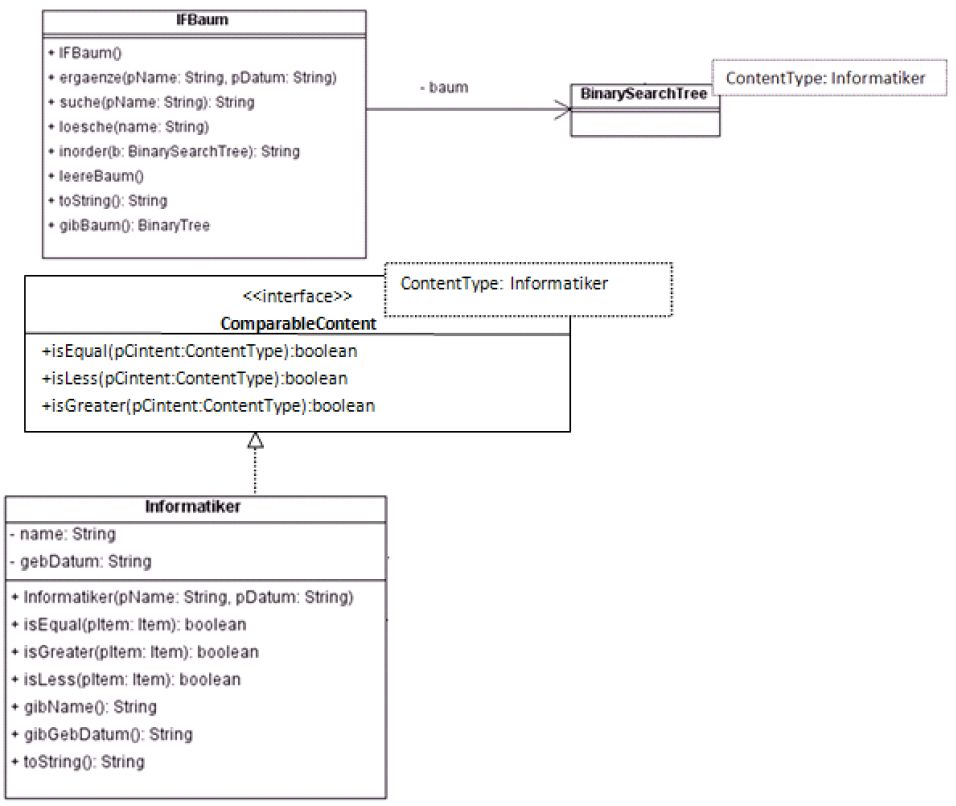 IFBaum
+ IFBaum()
+ ergaenze(pName: String, pDatum: String)
+ suche(pName: String): String
+ loesche(name: String)
+ inorder(b: BinarySearchTree): String
+ leereBaum()
+ toString(): String
+ gibBaum(): BinaryTree
- baum
BinarySearchTree
ContentType: Informatiker
ContentType: Informatiker
<<interface>>
ComparableContent
+isEqual(pCintent:ContentType):boolean
+isLess(pCintent:ContentType):boolean
+isGreater(pCintent:ContentType):boolean
Informatiker
- name: String
- gebDatum: String
+ Informatiker(pName: String, pDatum: String)
+ isEqual(pItem: Item): boolean
+ isGreater(pItem: Item): boolean
+ isLess(pItem: Item): boolean
+ gibName(): String
+ gibGebDatum(): String
+ toString(): String